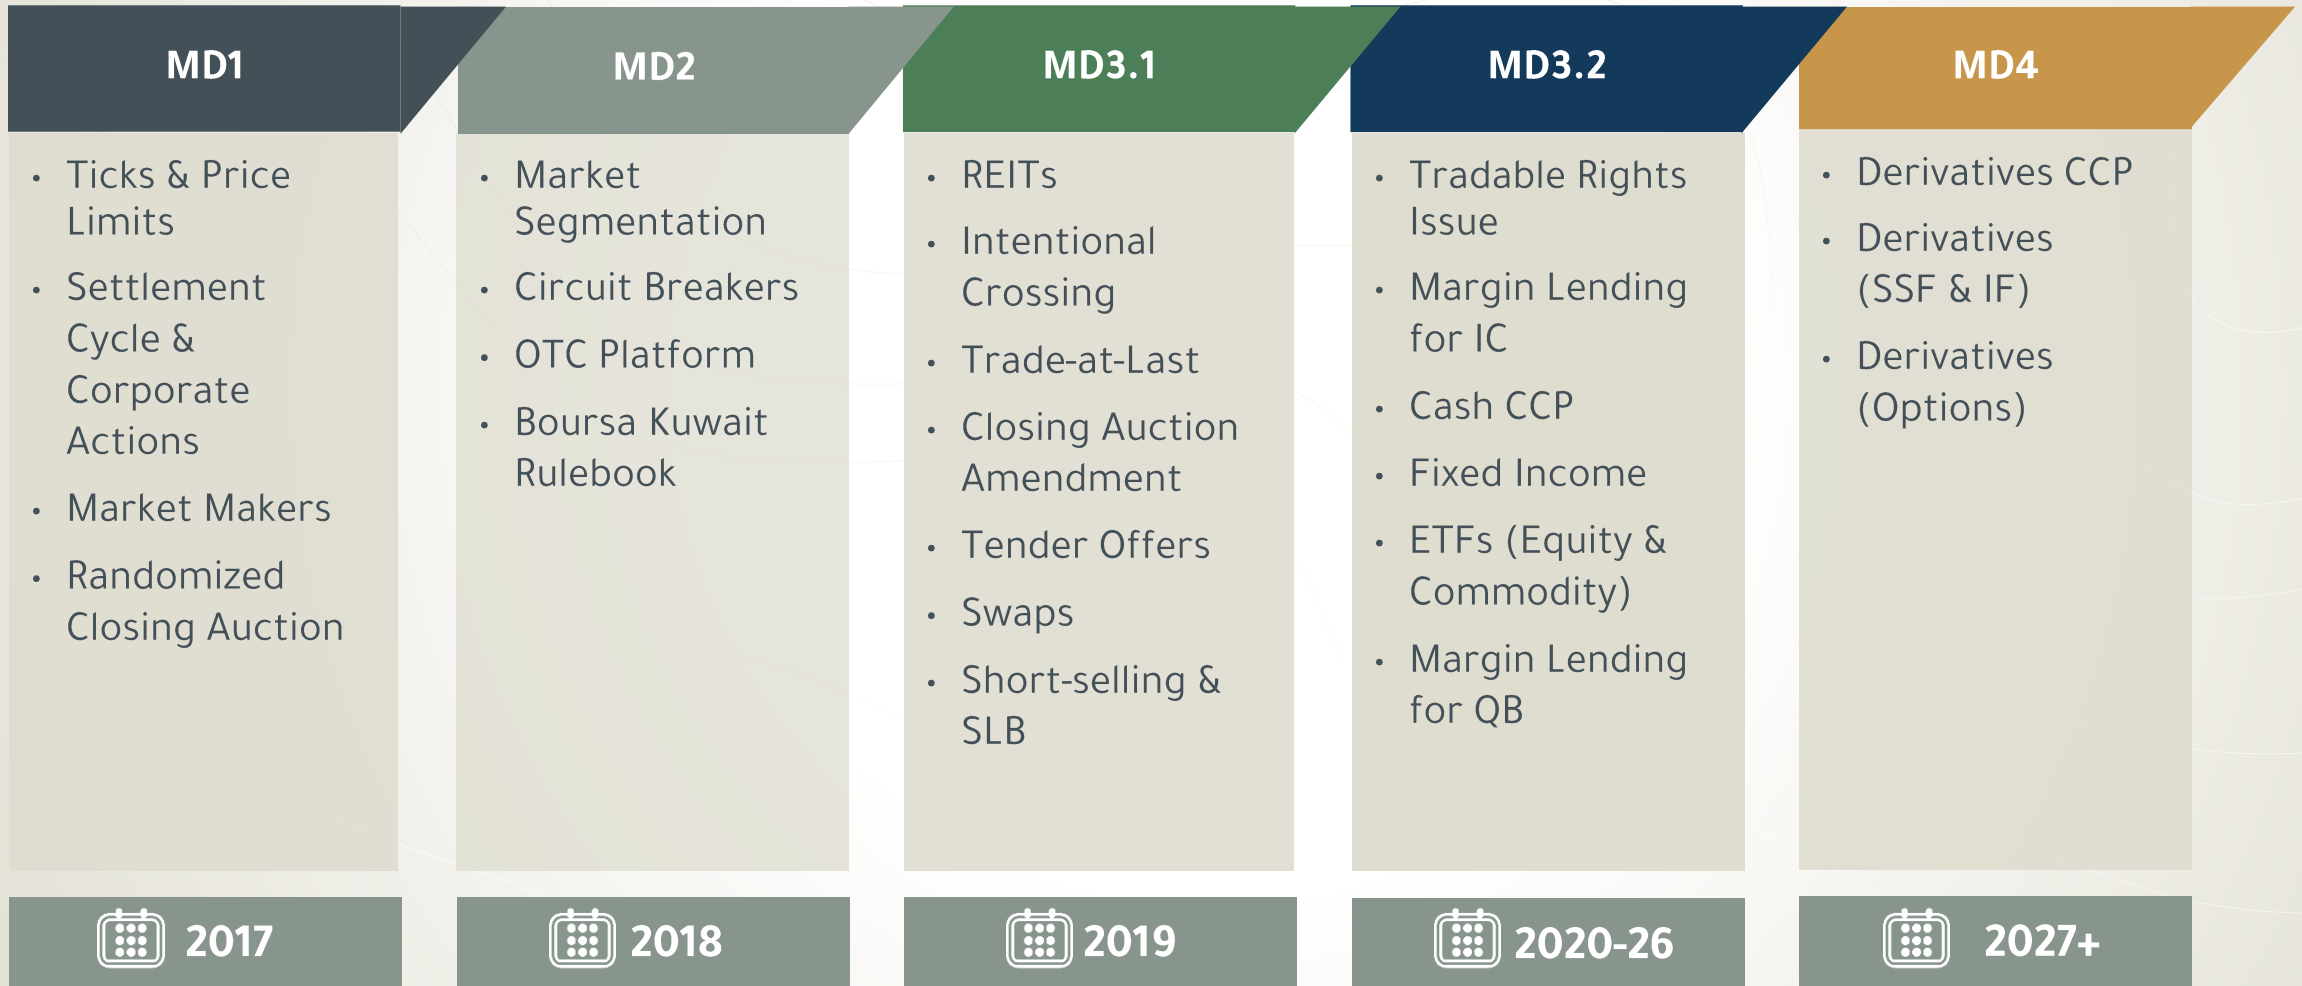 MD1
• Ticks & Price
Limits
• Settlement
Cycle &
Corporate
Actions
• Market Makers
• Randomized
Closing Auction
2017
MD2
• Market
Segmentation
• Circuit Breakers
• OTC Platform
• Boursa Kuwait
Rulebook
2018
MD3.1
• REITs
• Intentional
Crossing
• Trade-at-Last
• Closing Auction
Amendment
• Tender Offers
• Swaps
• Short-selling &
SLB
2019
MD3.2
• Tradable Rights
Issue
• Margin Lending
for IC
• Cash CCP
• Fixed Income
• ETFs (Equity &
Commodity)
• Margin Lending
for QB
2020-26
MD4
• Derivatives CCP
• Derivatives
(SSF & IF)
• Derivatives
(Options)
2027+